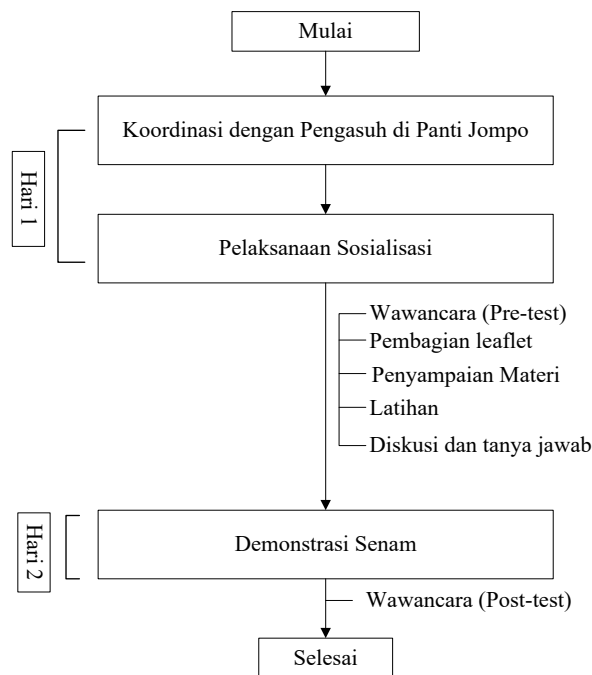 Mulai
Koordinasi dengan Pengasuh di Panti Jompo
Hari 1
Pelaksanaan Sosialisasi
Wawancara (Pre-test)
Pembagian leaflet
Penyampaian Materi
Latihan
Diskusi dan tanya jawab
Hari 2
Demonstrasi Senam
Wawancara (Post-test)
Selesai